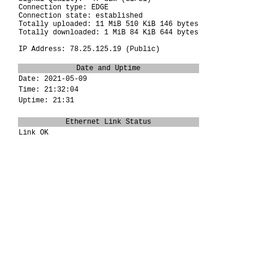 Connection type: EDGE
Connection state: established
Totally uploaded: 11 MiB 510 KiB 146 bytes
Totally downloaded: 1 MiB 84 KiB 644 bytes
IP Address: 78.25.125.19 (Public)
Date and Uptime
Date: 2021-05-09
Time: 21:32:04
Uptime: 21:31
Ethernet Link Status
Link OK